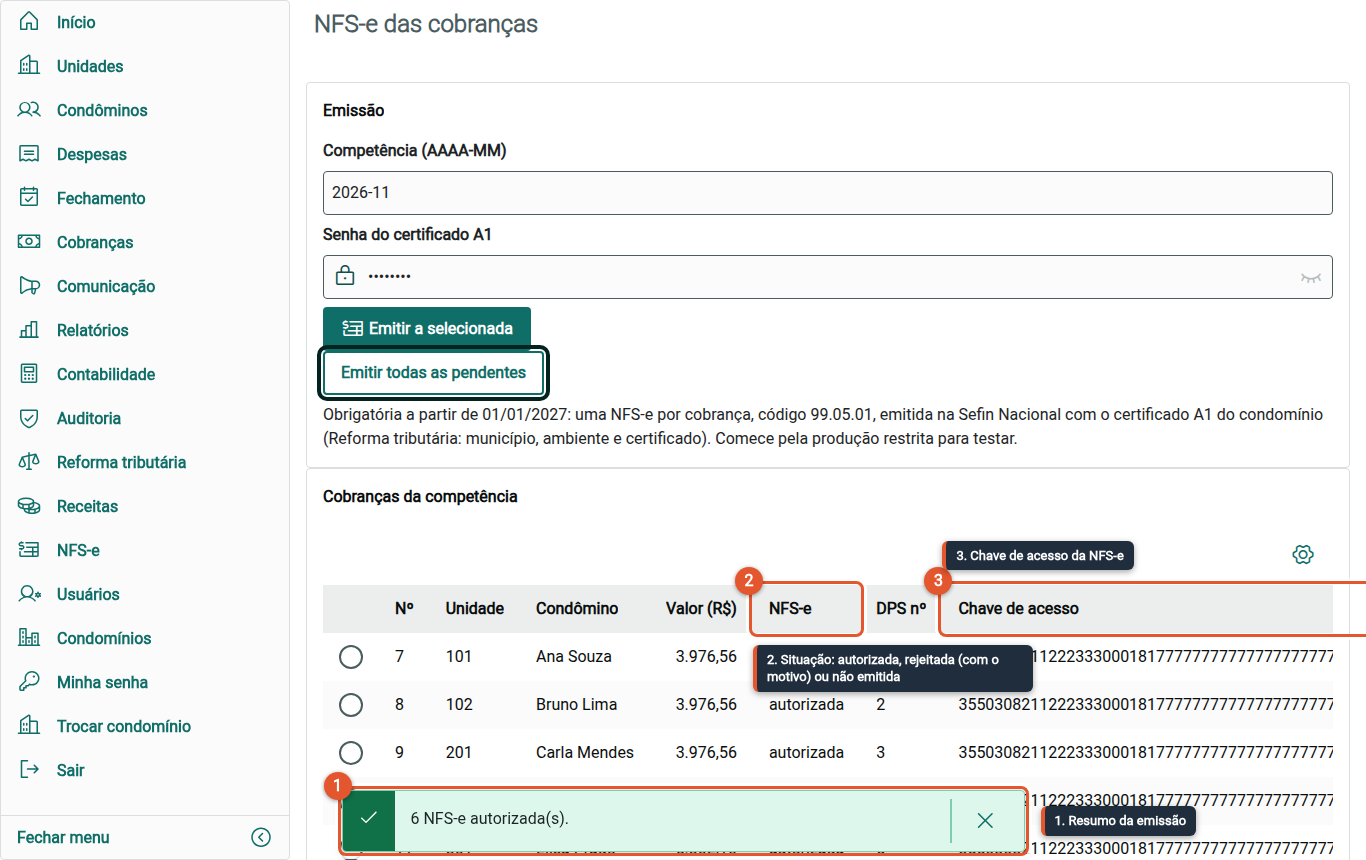 Início
Unidades
Condôminos
Despesas
Fechamento
Cobranças
Comunicação
Relatórios
Contabilidade
Auditoria
Reforma tributária
Receitas
NFS-e
Usuários
Condomínios
Minha senha
Trocar condomínio
Sair
Fechar menu
NFS-e das cobranças
Emissão
Competência (AAAA-MM)
2026-11
Senha do certificado A1
••••••••
Emitir a selecionada
Emitir todas as pendentes
Obrigatória a partir de 01/01/2027: uma NFS-e por cobrança, código 99.05.01, emitida na Sefin Nacional com o certificado A1 do condomínio
(Reforma tributária: município, ambiente e certificado). Comece pela produção restrita para testar.
Cobranças da competência
3. Chave de acesso da NFS-e
2 3
Nº Unidade Condômino Valor (R$) NFS-e DPS nº Chave de acesso
7 101 Ana Souza 3.976,56
2. Situação: autorizada, rejeitada (com o
motivo) ou não emitida
8 102 Bruno Lima 3.976,56 autorizada 2
9 201 Carla Mendes 3.976,56 autorizada 3
1
6 NFS-e autorizada(s).
1. Resumo da emissão